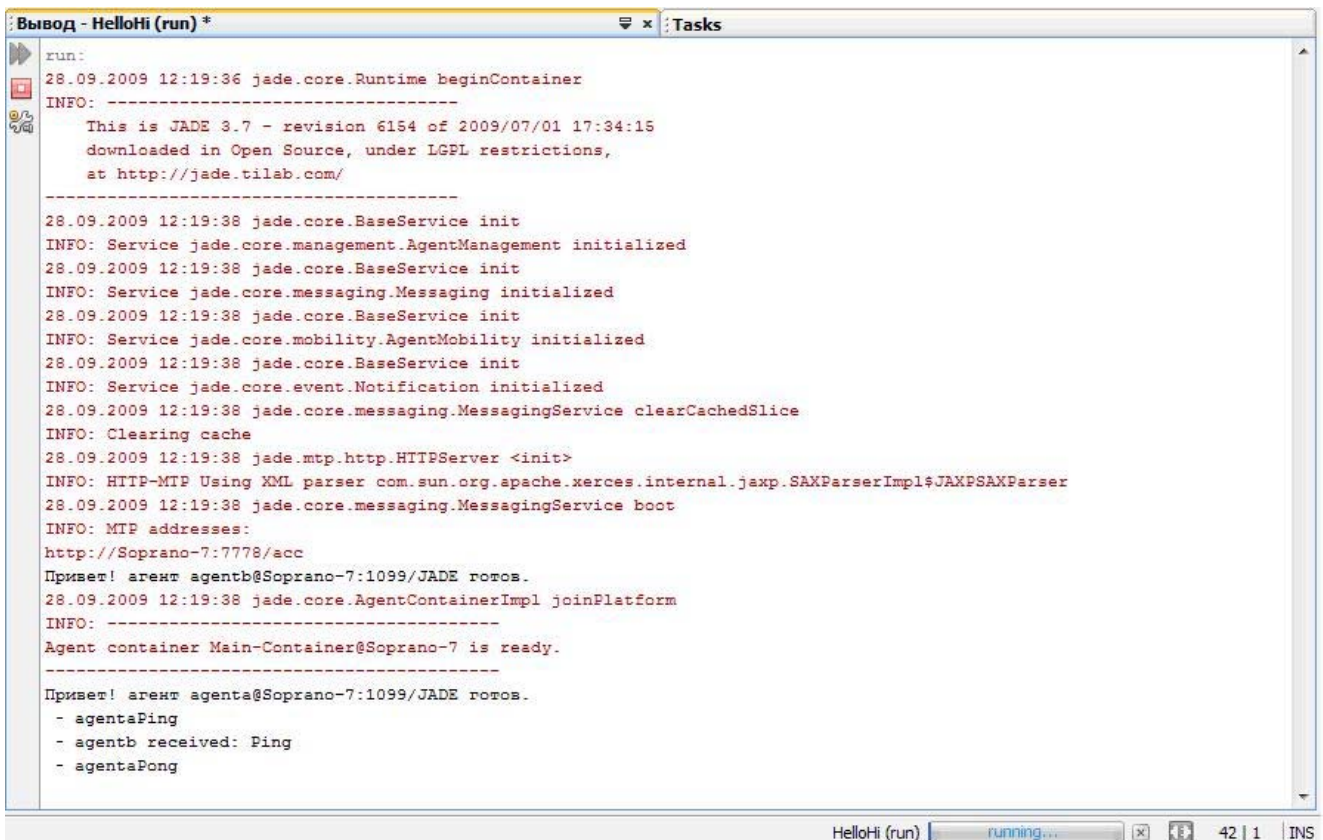 Вывод - HelloHi (run) * Tasks
run:
28.09.2009 12:19:36 jade.core.Runtime beginContainer
INFO: ----------------------------------
This is JADE 3.7 - revision 6154 of 2009/07/01 17:34:15
downloaded in Open Source, under LGPL restrictions,
at http://jade.tilab.com/
----------------------------------------
28.09.2009 12:19:38 jade.core.BaseService init
INFO: Service jade.core.management.AgentManagement initialized
28.09.2009 12:19:38 jade.core.BaseService init
INFO: Service jade.core.messaging.Messaging initialized
28.09.2009 12:19:38 jade.core.BaseService init
INFO: Service jade.core.mobility.AgentMobility initialized
28.09.2009 12:19:38 jade.core.BaseService init
INFO: Service jade.core.event.Notification initialized
28.09.2009 12:19:38 jade.core.messaging.MessagingService clearCachedSlice
INFO: Clearing cache
28.09.2009 12:19:38 jade.mtp.http.HTTPServer <init>
INFO: HTTP-MTP Using XML parser com.sun.org.apache.xerces.internal.jaxp.SAXParserImpl$JAXPSAXParser
28.09.2009 12:19:38 jade.core.messaging.MessagingService boot
INFO: MTP addresses:
http://Soprano-7:7778/acc
Привет! агент agentb@Soprano-7:1099/JADE готов.
28.09.2009 12:19:38 jade.core.AgentContainerImpl joinPlatform
INFO: --------------------------------------
Agent container Main-Container@Soprano-7 is ready.
--------------------------------------------
Привет! агент agenta@Soprano-7:1099/JADE готов.
- agentaPing
- agentb received: Ping
- agentaPong
HelloHi (run) running... 42 | 1 INS